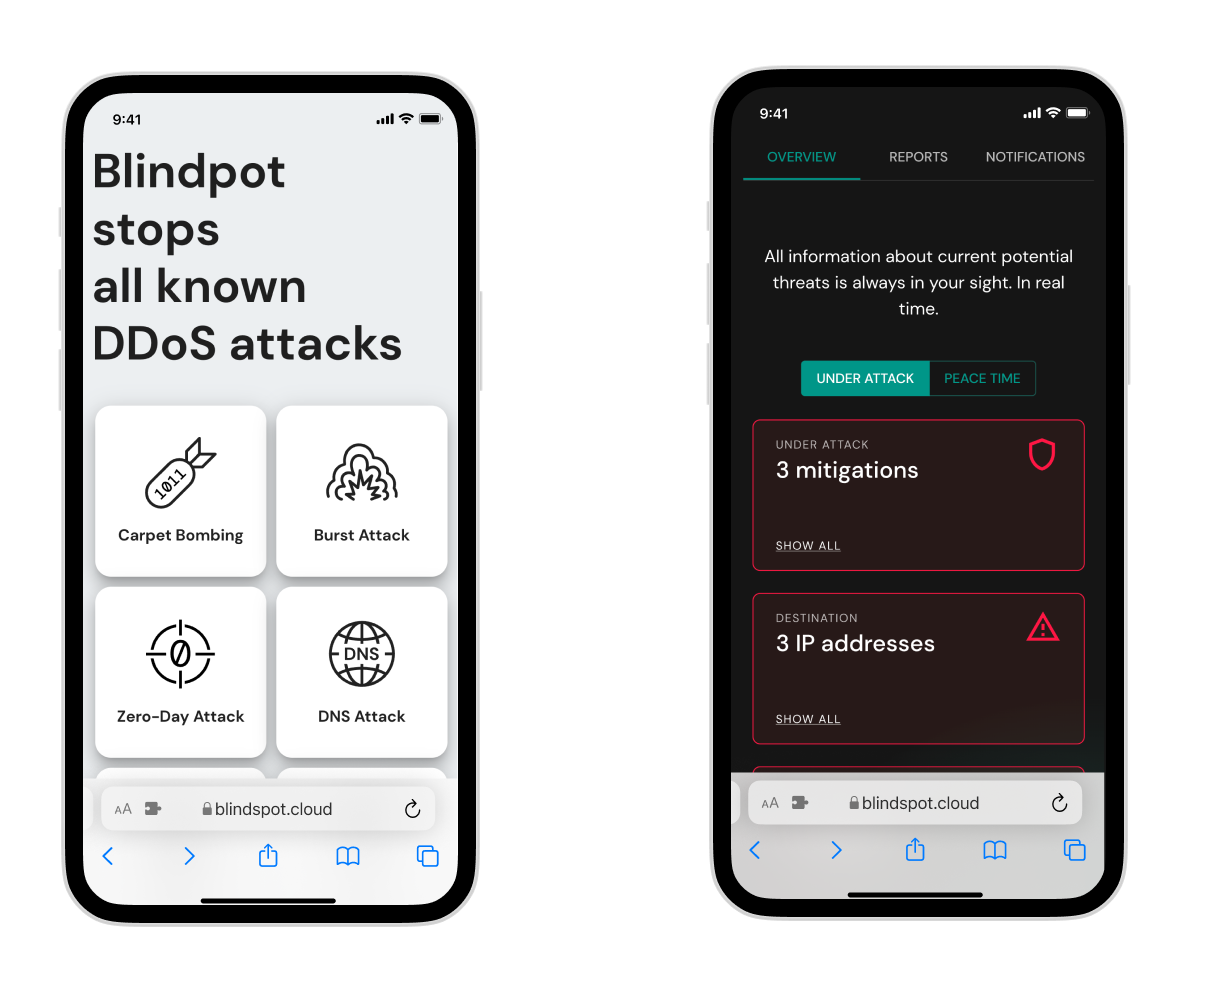 9:41
Blindpot
stops
all known
DDoS attacks
1011
Carpet Bombing
Burst Attack
0
Zero-Day Attack
DNS
DNS Attack
AA
blindspot.cloud
9:41
OVERVIEW
REPORTS
NOTIFICATIONS
All information about current potential
threats is always in your sight. In real
time.
UNDER ATTACK
PEACE TIME
UNDER ATTACK
3 mitigations
SHOW ALL
DESTINATION
3 IP addresses
SHOW ALL
AA
blindspot.cloud